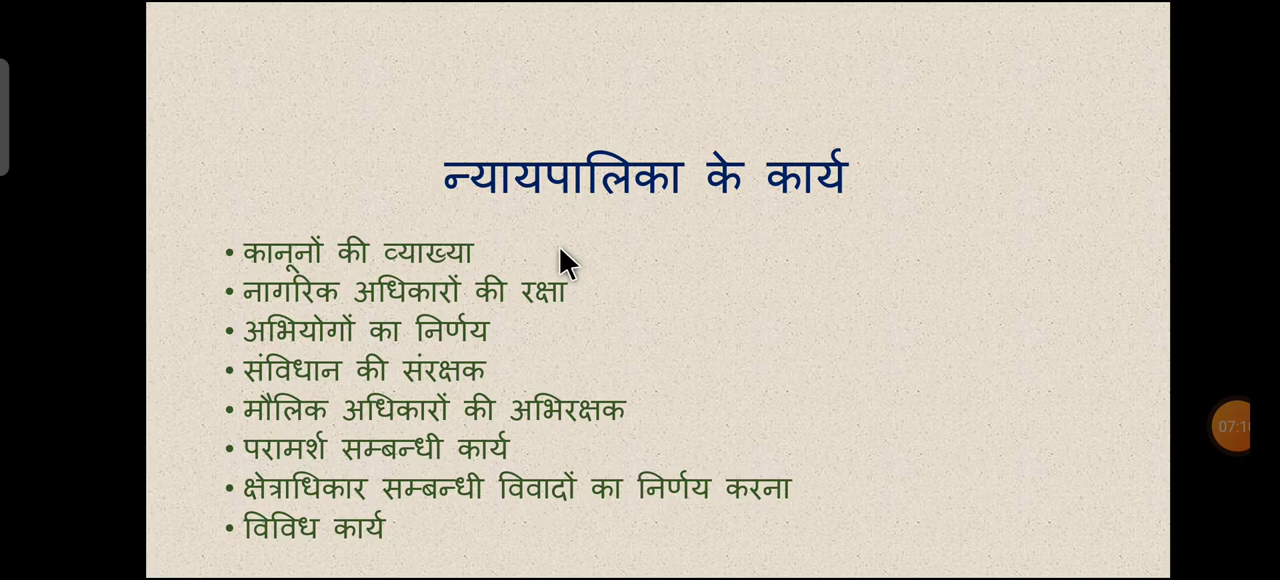 न्यायपालिका के कार्य
• कानूनों की व्याख्या
• नागरिक अधिकारों की रक्षा
• अभियोगों का निर्णय
• संविधान की संरक्षक
• मौलिक अधिकारों की अभिरक्षक
• परामर्श सम्बन्धी कार्य
• क्षेत्राधिकार सम्बन्धी विवादों का निर्णय करना
• विविध कार्य